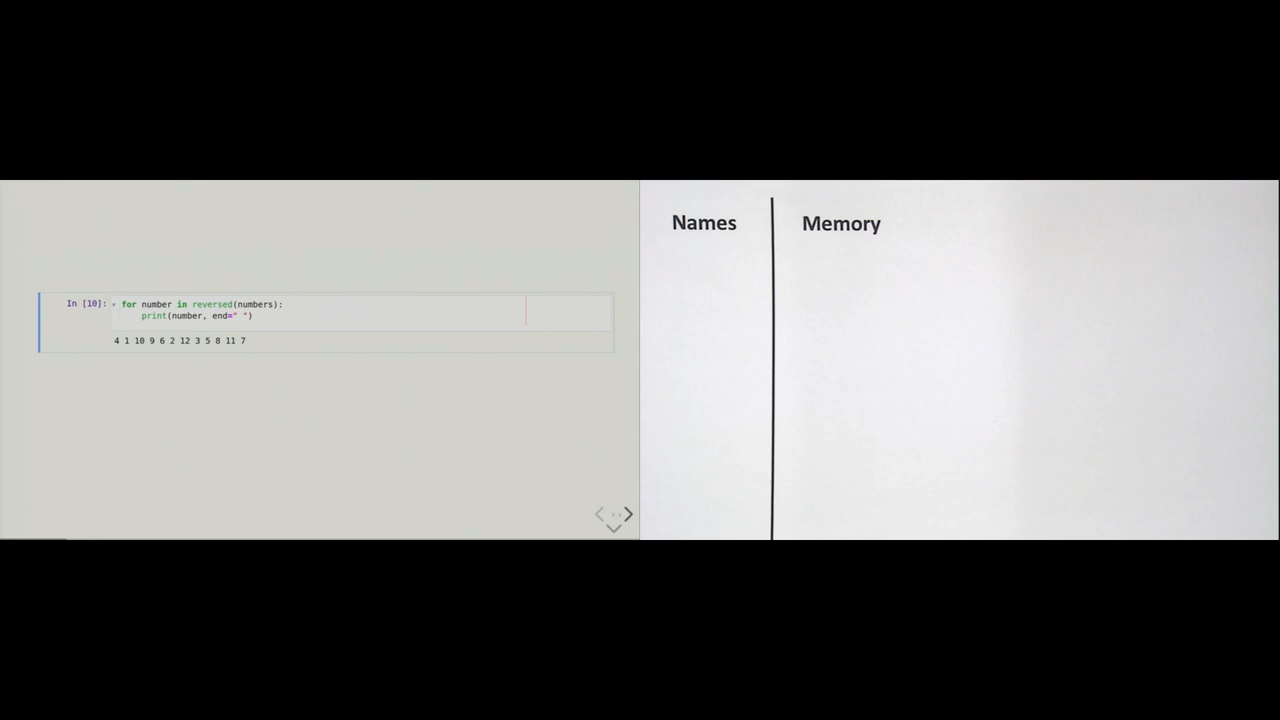 In [10]: for number in reversed(numbers):
print(number, end=" ")
4 1 10 9 6 2 12 3 5 8 11 7
Names
Memory